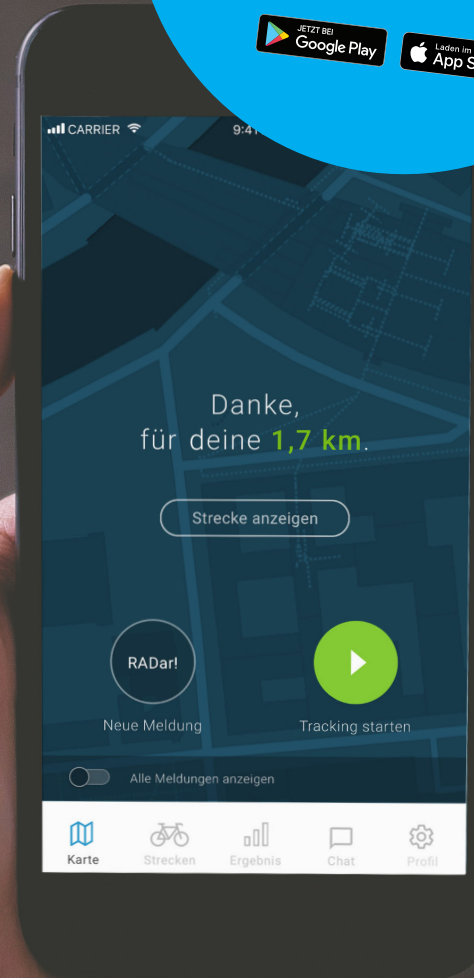 JETZT BEI
Google Play
Laden im
App S
CARRIER
9:41
Danke,
für deine 1,7 km.
Strecke anzeigen
RADar!
Neue Meldung
Tracking starten
Alle Meldungen anzeigen
Karte
Strecken
Ergebnis
Chat
Profil